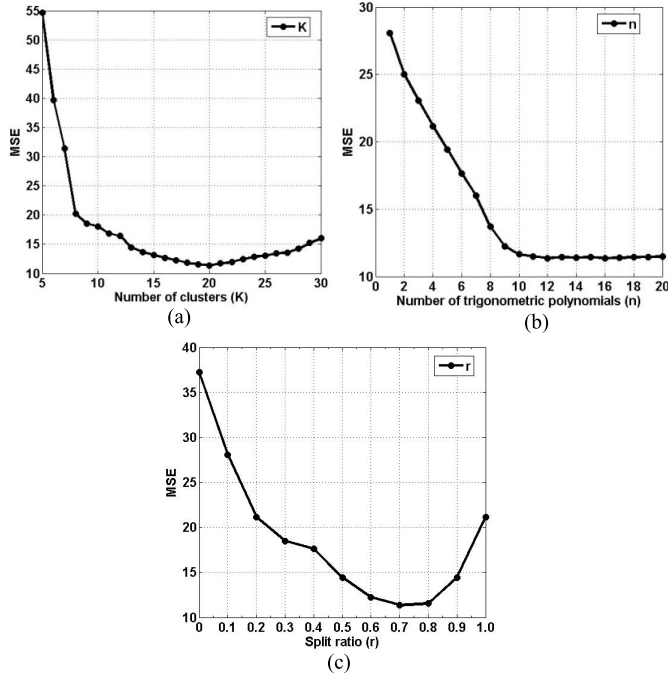 55
50
45
40
35
30
25
20
15
10
MSE
K
5 10 15 20 25 30
Number of clusters (K)
(a)
30
25
20
15
10
MSE
n
0 2 4 6 8 10 12 14 16 18 20
Number of trigonometric polynomials (n)
(b)
40
35
30
25
20
15
10
MSE
r
0 0.1 0.2 0.3 0.4 0.5 0.6 0.7 0.8 0.9 1.0
Split ratio (r)
(c)